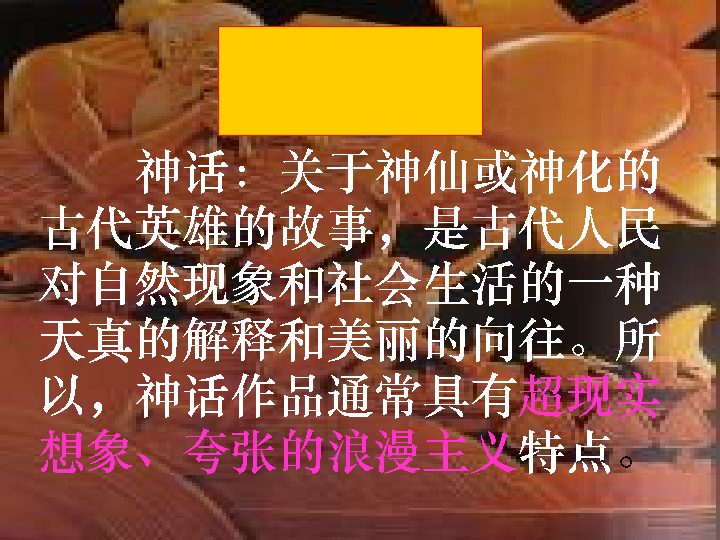 神话：关于神仙或神化的
古代英雄的故事，是古代人民
对自然现象和社会生活的一种
天真的解释和美丽的向往。所
以，神话作品通常具有超现实
想象、夸张的浪漫主义特点。